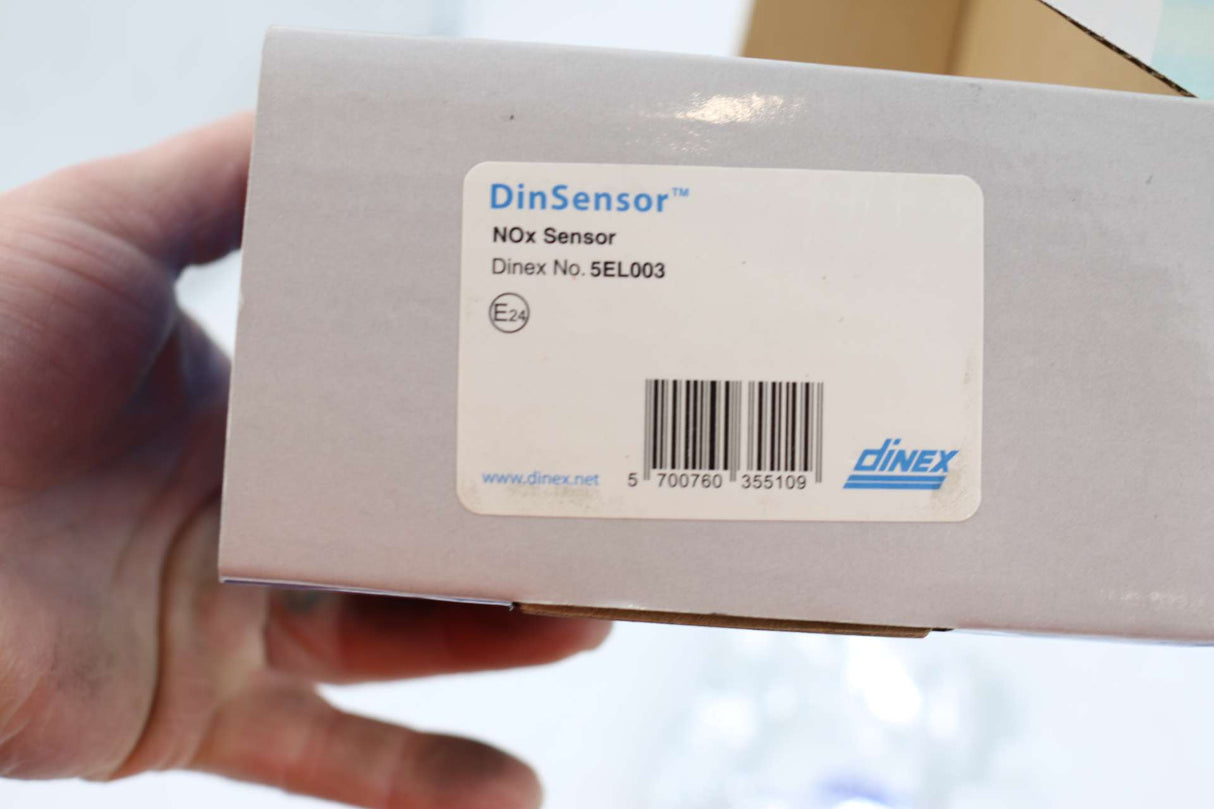 DinSensor™
NOx Sensor
Dinex No. 5EL003
E24
www.dinex.net
5 700760 355109
dinex